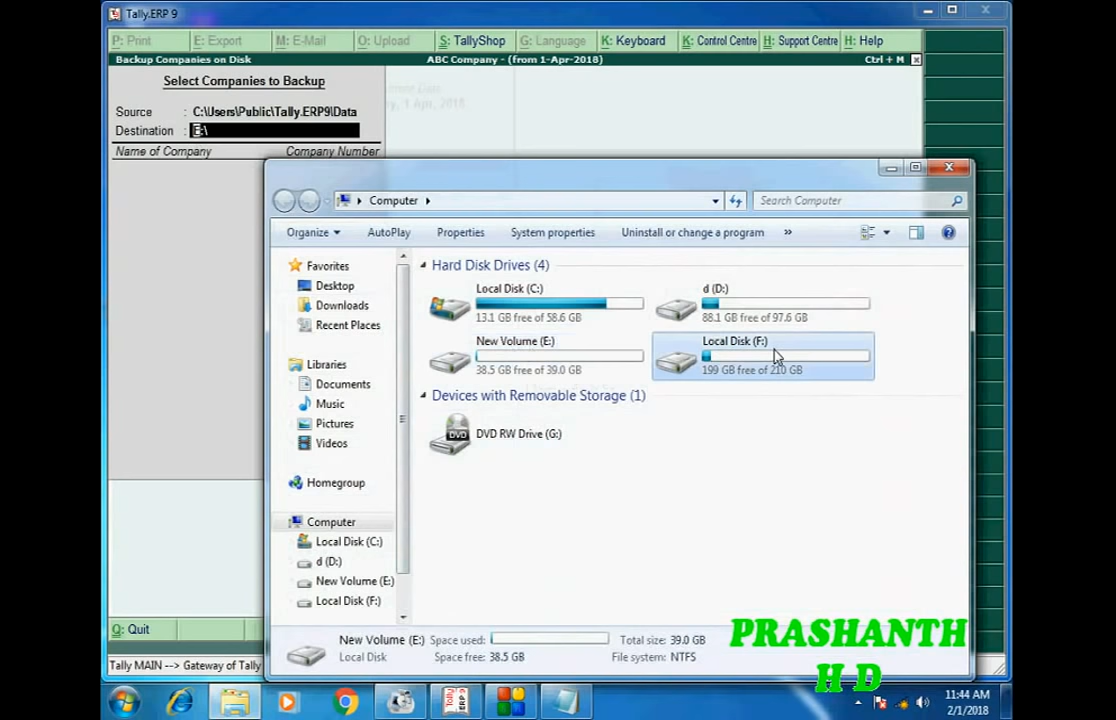 Tally.ERP 9
P: Print
E: Export
M: E-Mail
O: Upload
S: TallyShop
G: Language
K: Keyboard
K: Control Centre
H: Support Centre
H: Help
Backup Companies on Disk
ABC Company - (from 1-Apr-2018)
Ctrl + M
Select Companies to Backup
Source : C:\Users\Public\Tally.ERP9\Data
Destination : E:\
Name of Company
Company Number
1 Apr, 2018
Computer
Search Computer
Organize
AutoPlay
Properties
System properties
Uninstall or change a program
»
Favorites
Desktop
Downloads
Recent Places
Libraries
Documents
Music
Pictures
Videos
Homegroup
Computer
Local Disk (C:)
d (D:)
New Volume (E:)
Local Disk (F:)
Hard Disk Drives (4)
Local Disk (C:)
13.1 GB free of 58.6 GB
d (D:)
88.1 GB free of 97.6 GB
New Volume (E:)
38.5 GB free of 39.0 GB
Local Disk (F:)
199 GB free of 210 GB
Devices with Removable Storage (1)
DVD
DVD RW Drive (G:)
New Volume (E:) Space used:
Total size: 39.0 GB
Local Disk
Space free: 38.5 GB
File system: NTFS
Q: Quit
Tally MAIN --> Gateway of Tally
PRASHANTH
H D
Tally
ERP 9
11:44 AM
2/1/2018